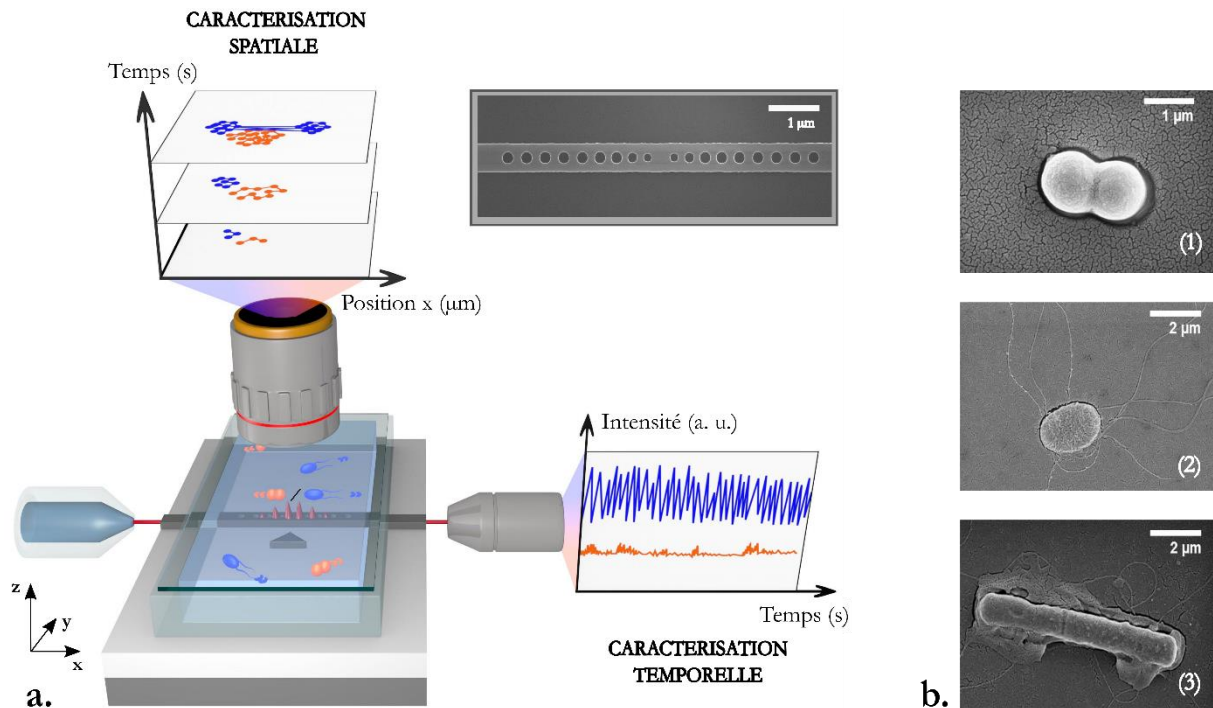 CARACTERISATION
SPATIALE
Temps (s)
1 µm
Position x (µm)
Intensité (a. u.)
Temps (s)
CARACTERISATION
TEMPORELLE
z
y
x
a.
1 µm
(1)
2 µm
(2)
2 µm
(3)
b.